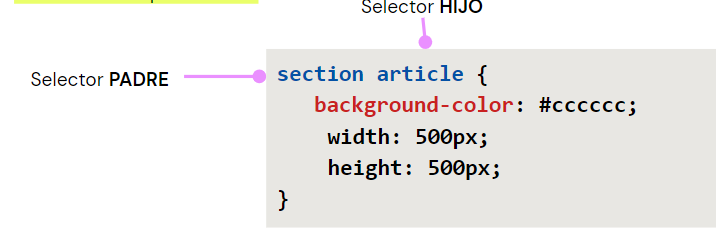 Selector HIJO
Selector PADRE
section article {
background-color: #cccccc;
width: 500px;
height: 500px;
}